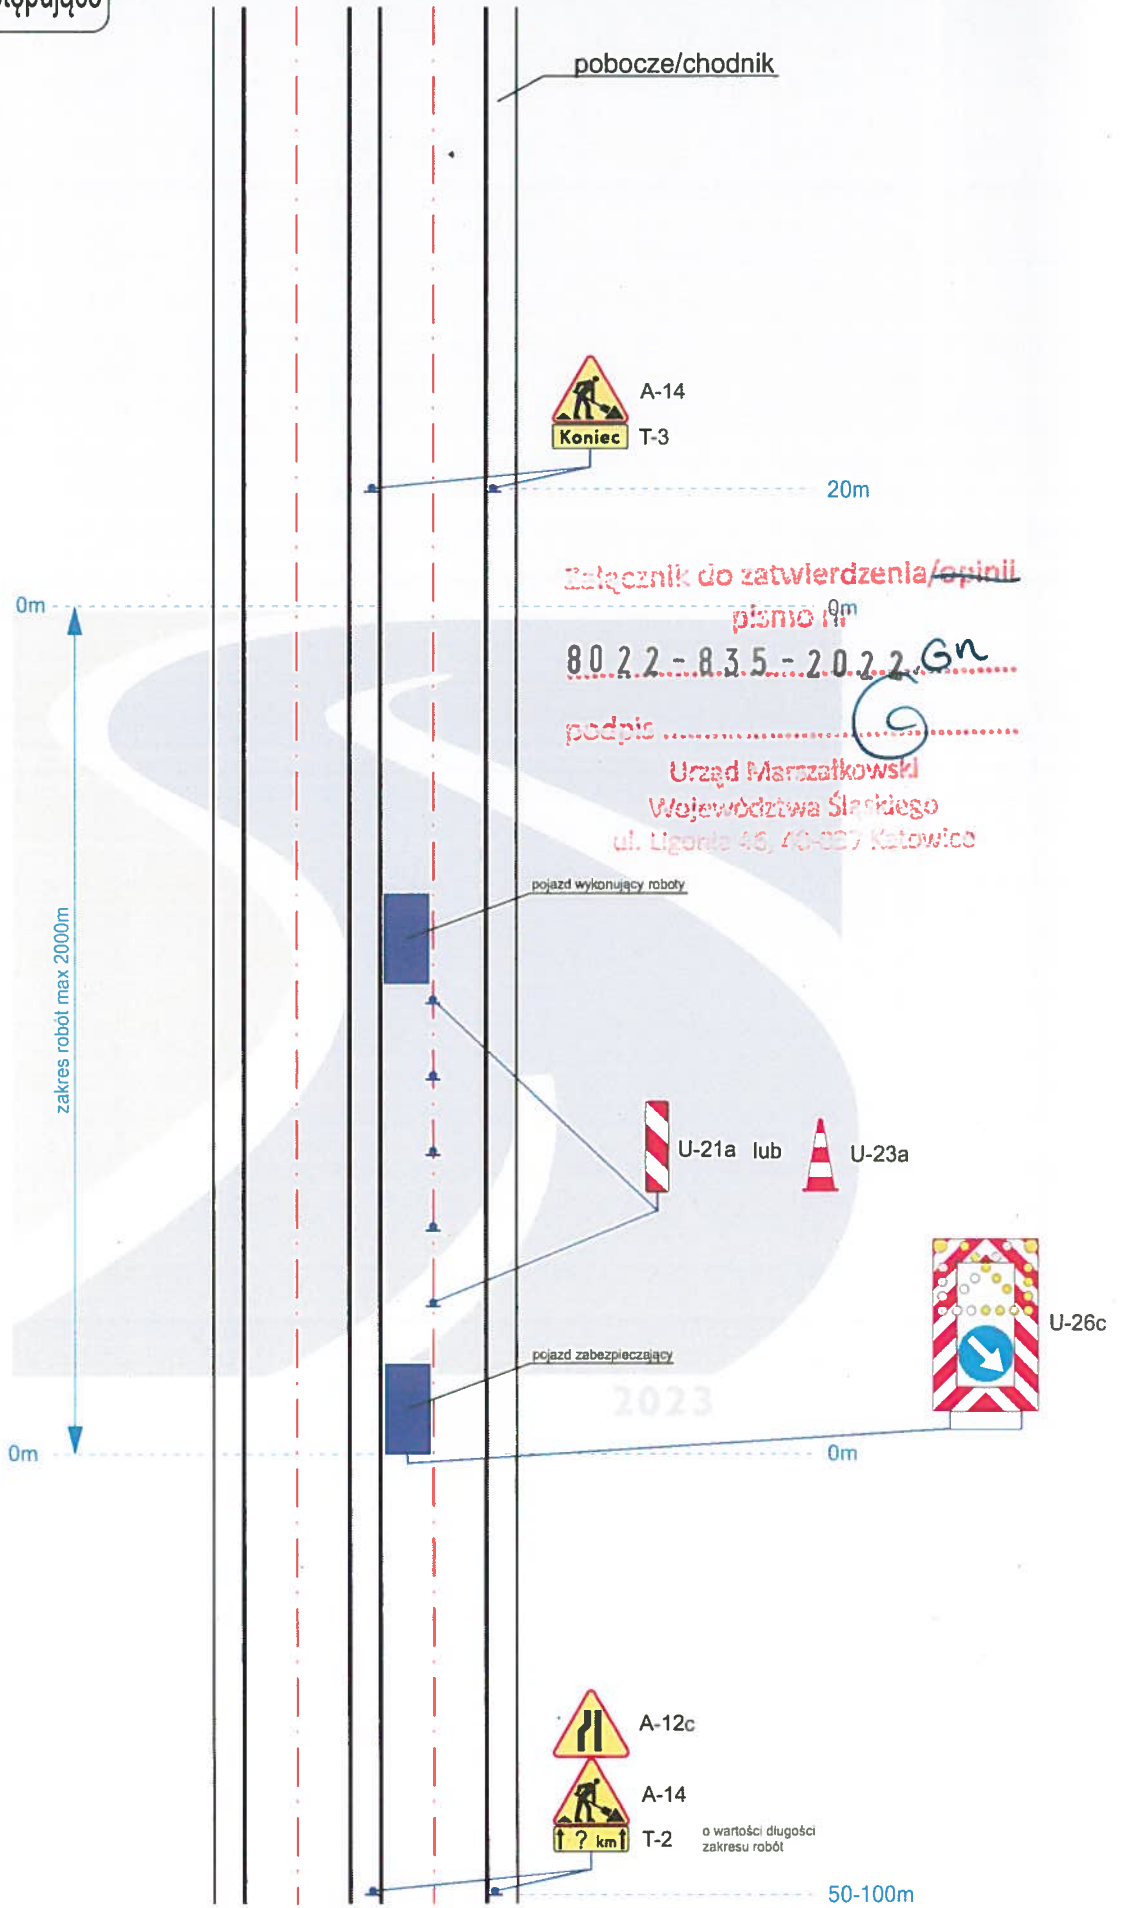 pobocze/chodnik
A-14
Koniec
T-3
20m
Załącznik do zatwierdzenia/opinii
0m
0m
pismo nr
8022-835-2022.Gn
podpis
Urząd Marszałkowski
Województwa Śląskiego
ul. Ligonia 46, 40-037 Katowice
pojazd wykonujący roboty
zakres robót max 2000m
U-21a lub U-23a
U-26c
pojazd zabezpieczający
2023
0m
0m
A-12c
A-14
? km
T-2
o wartości długości
zakresu robót
50-100m